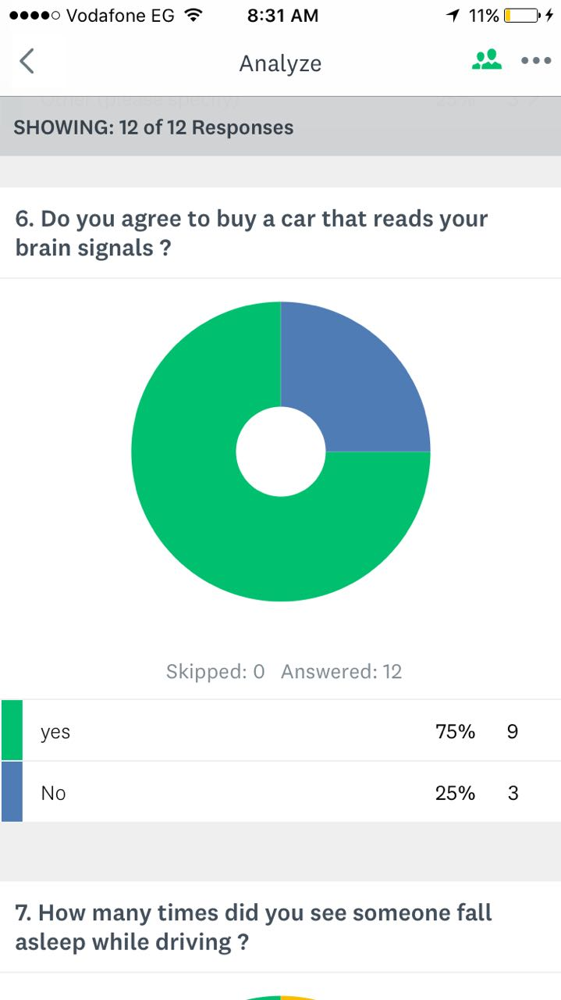 Vodafone EG 8:31 AM 11%
Analyze
Other (please specify) 25% 3
SHOWING: 12 of 12 Responses
6. Do you agree to buy a car that reads your
brain signals ?
Skipped: 0 Answered: 12
yes 75% 9
No 25% 3
7. How many times did you see someone fall
asleep while driving ?